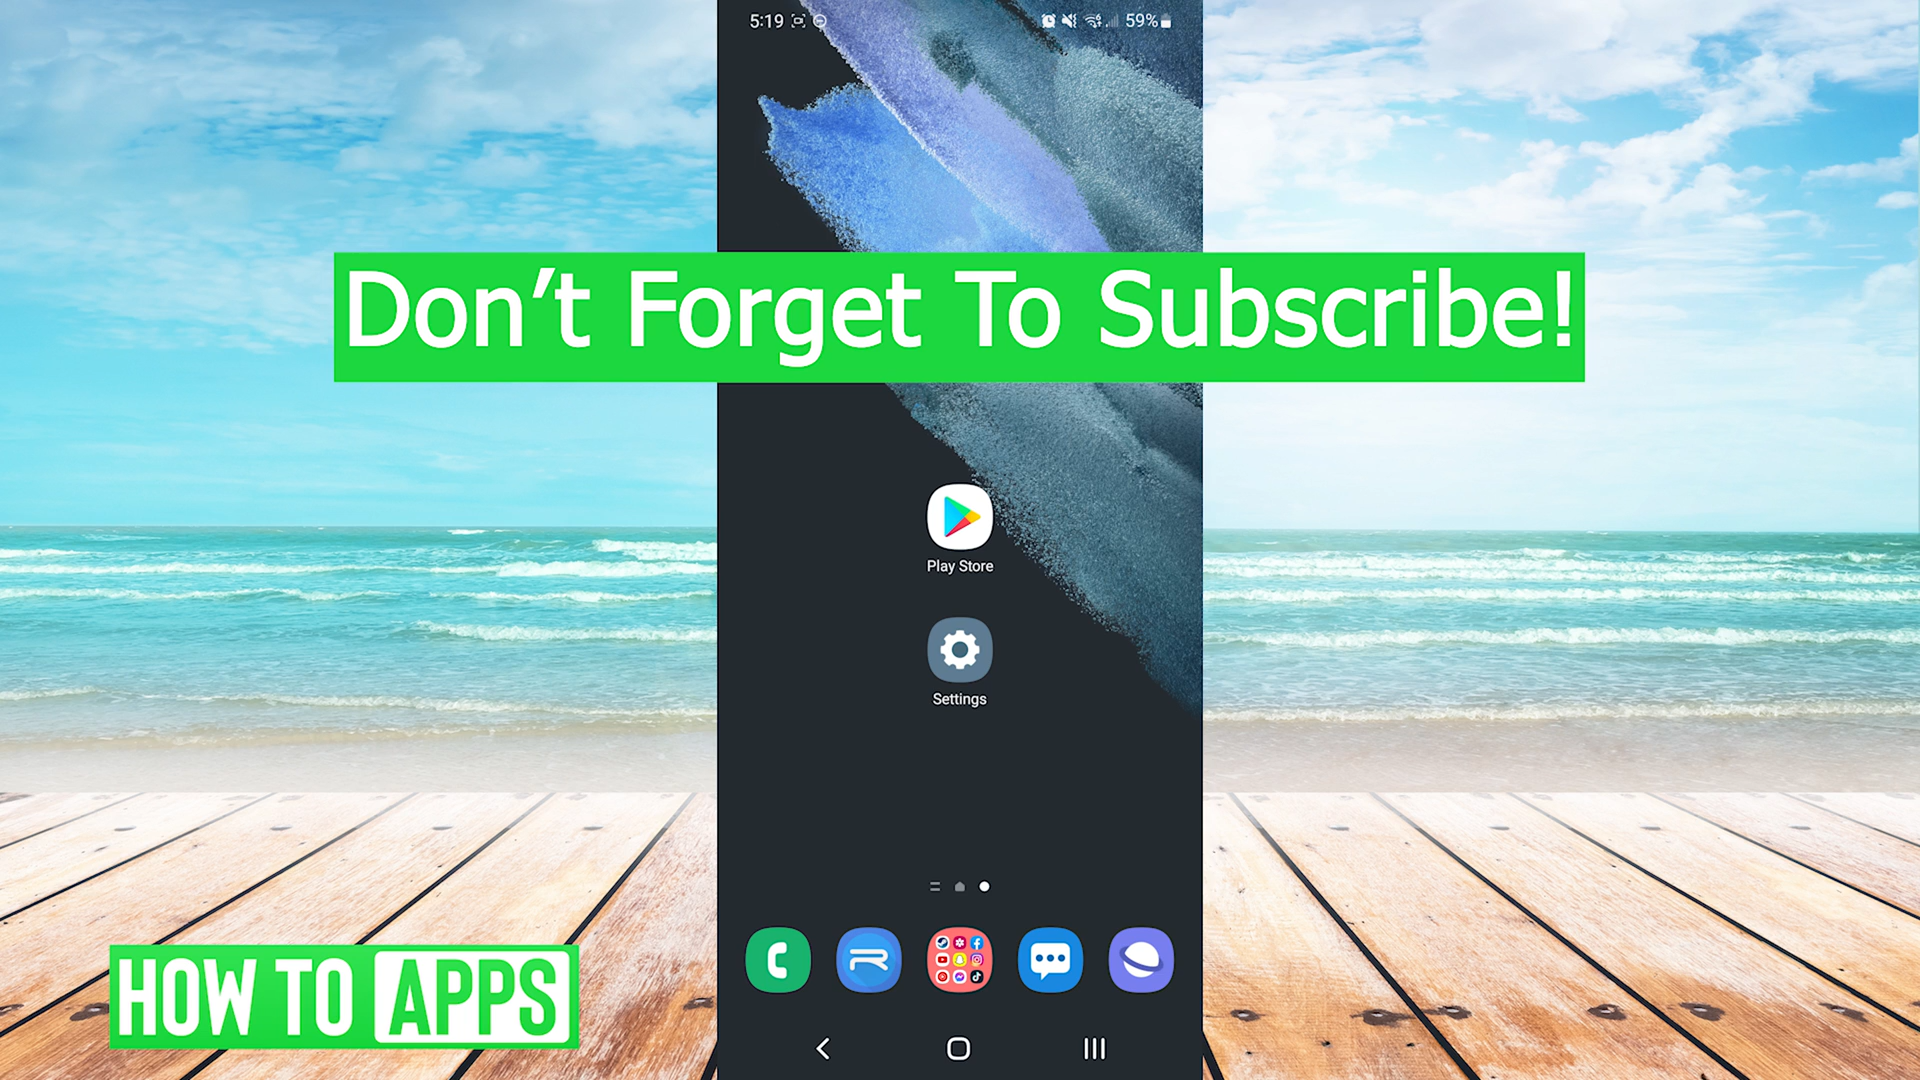 5:19
59%
Don't Forget To Subscribe!
Play Store
Settings
HOW TO APPS